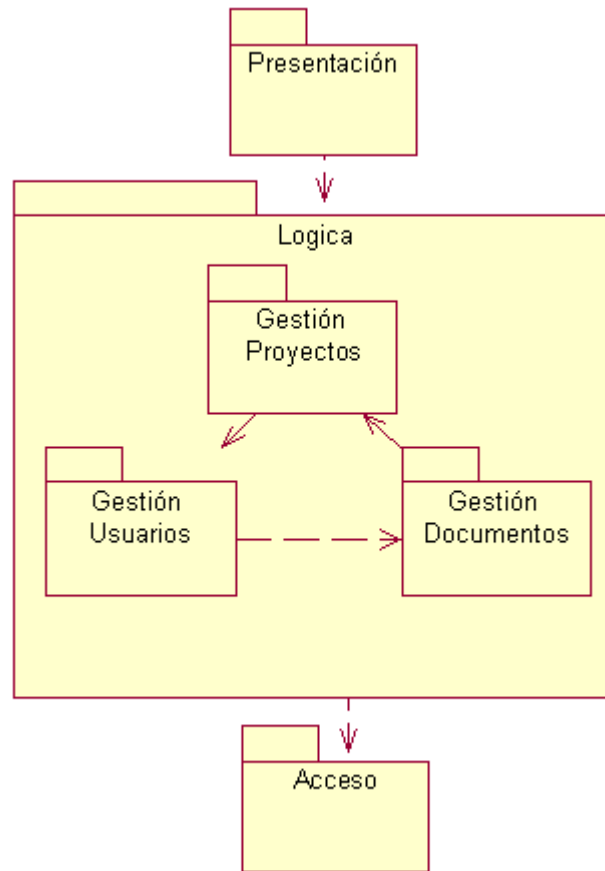 Presentación
Logica
Gestión
Proyectos
Gestión
Usuarios
Gestión
Documentos
Acceso